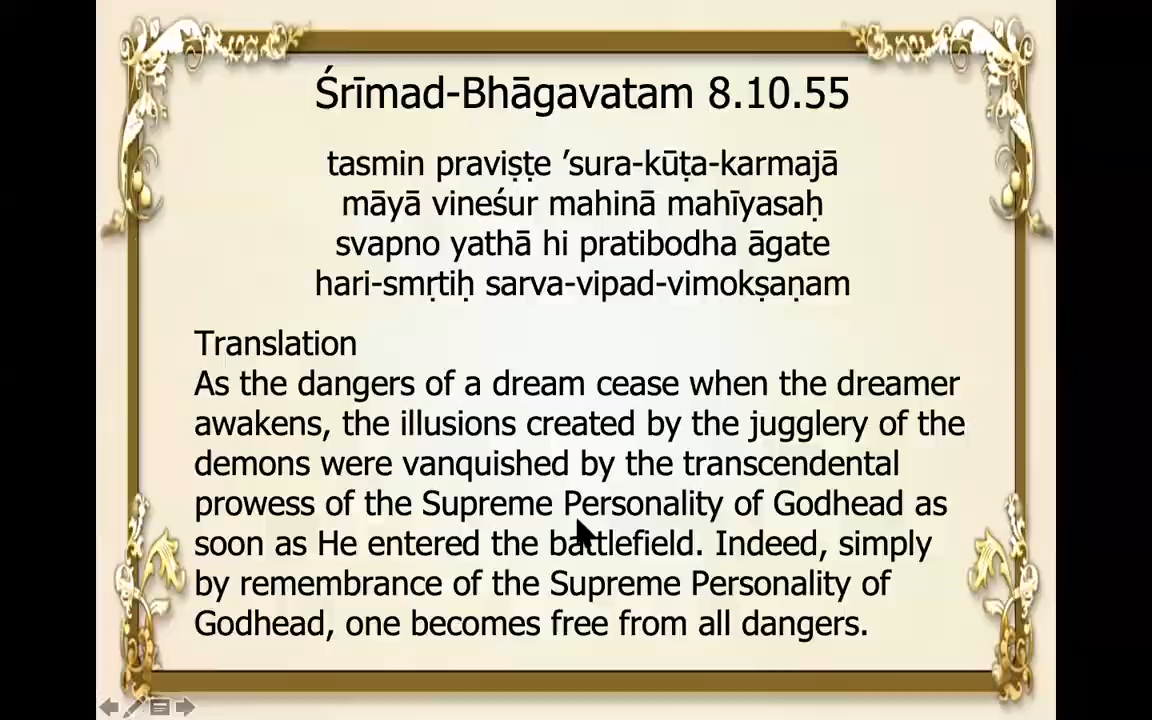 Śrīmad-Bhāgavatam 8.10.55
tasmin praviṣṭe ’sura-kūṭa-karmajā
māyā vineśur mahinā mahīyasaḥ
svapno yathā hi pratibodha āgate
hari-smṛtiḥ sarva-vipad-vimokṣaṇam
Translation
As the dangers of a dream cease when the dreamer
awakens, the illusions created by the jugglery of the
demons were vanquished by the transcendental
prowess of the Supreme Personality of Godhead as
soon as He entered the battlefield. Indeed, simply
by remembrance of the Supreme Personality of
Godhead, one becomes free from all dangers.